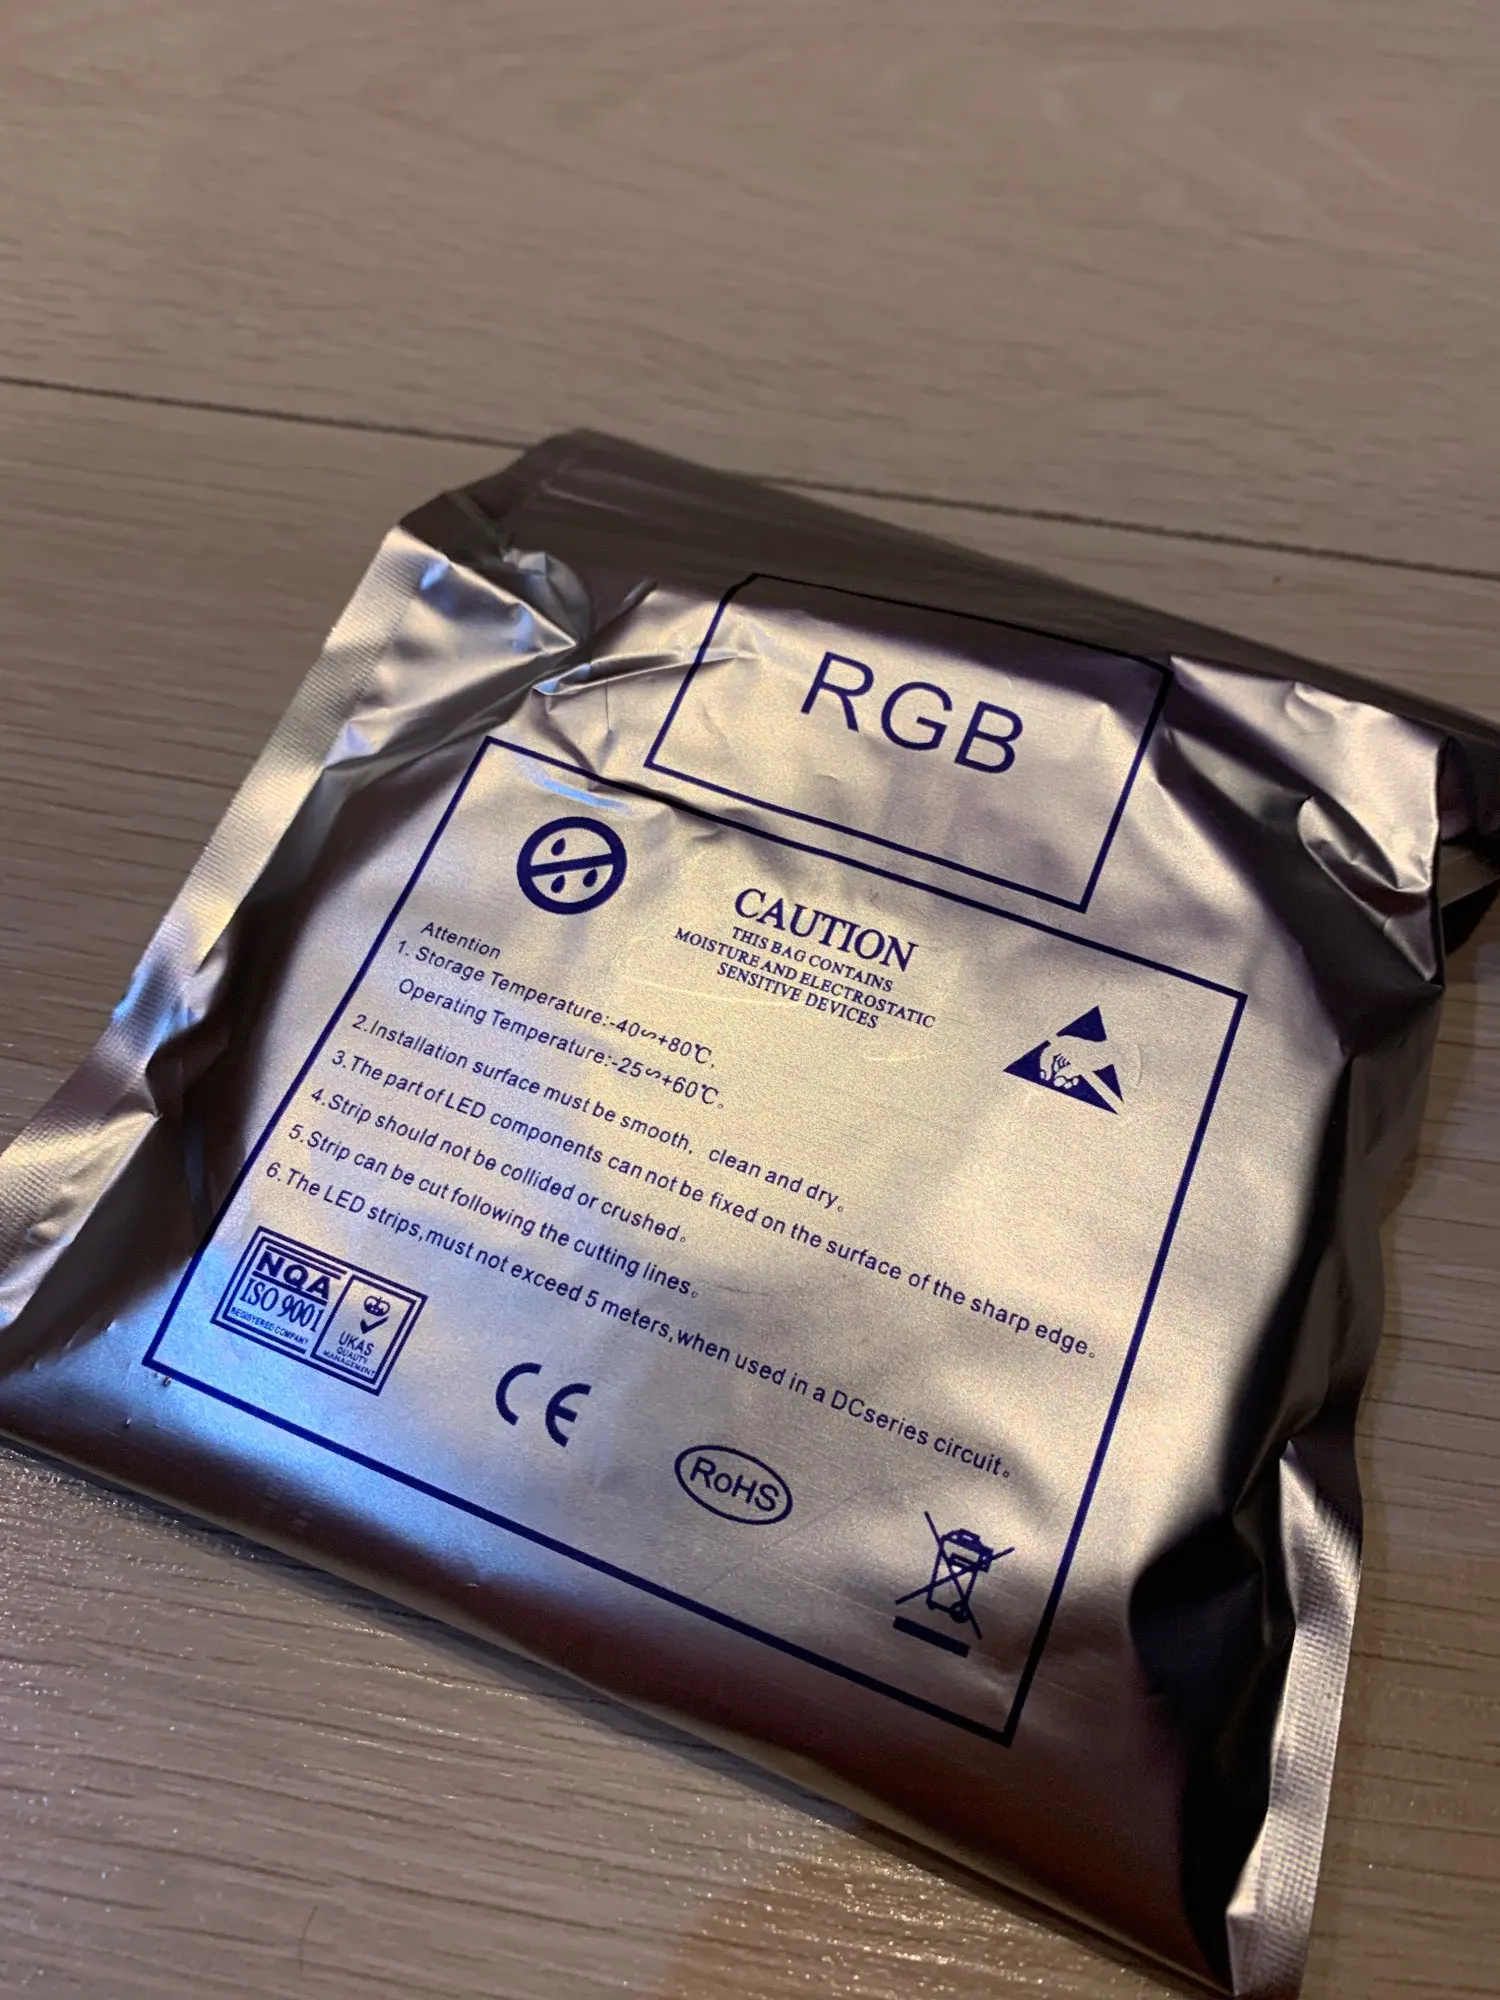 RGB
CAUTION
THIS BAG CONTAINS
MOISTURE AND ELECTROSTATIC
SENSITIVE DEVICES
Attention
1. Storage Temperature:-40∽+80℃,
Operating Temperature:-25∽+60℃。
2.Installation surface must be smooth, clean and dry。
3.The part of LED components can not be fixed on the surface of the sharp edge。
4.Strip should not be collided or crushed。
5.Strip can be cut following the cutting lines。
6.The LED strips,must not exceed 5 meters,when used in a DCseries circuit。
NQA
ISO 9001
REGISTERED COMPANY
UKAS
QUALITY
MANAGEMENT
CE
RoHS